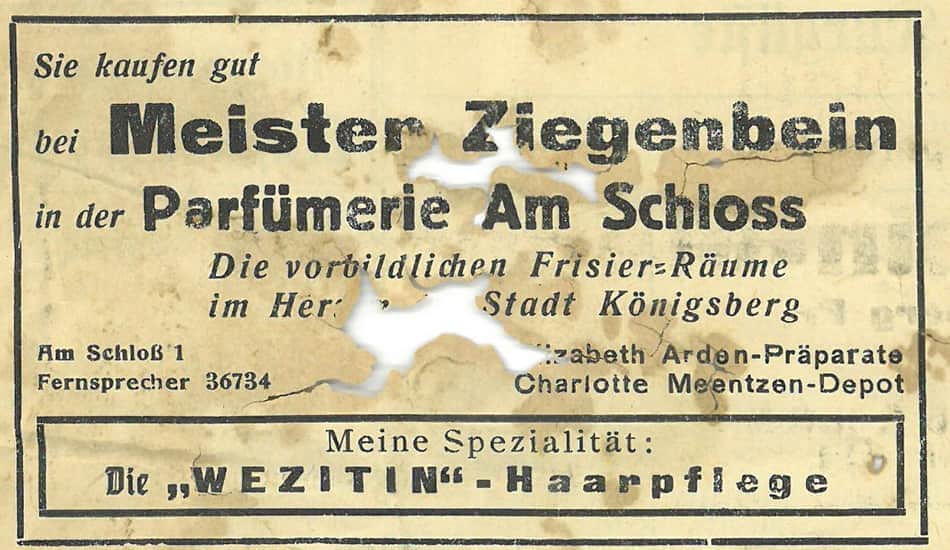 Sie kaufen gut
bei Meister Ziegenbein
in der Parfümerie Am Schloss
Die vorbildlichen Frisier-Räume
im Stadt Königsberg
Am Schloß 1
Fernsprecher 36734
Elizabeth Arden-Präparate
Charlotte Meentzen-Depot
Meine Spezialität:
Die „WEZITIN“-Haarpflege